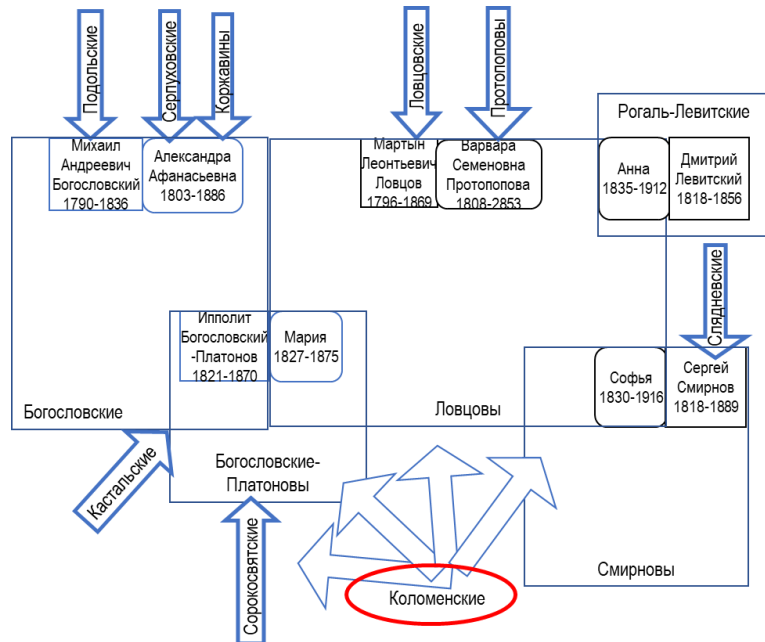 Подольские
Серпуховские
Коржавины
Ловцовские
Протопоповы
Рогаль-Левитские
Михаил
Андреевич
Богословский
1790-1836
Александра
Афанасьевна
1803-1886
Мартын
Леонтьевич
Ловцов
1796-1869
Варвара
Семеновна
Протопопова
1808-2853
Анна
1835-1912
Дмитрий
Левитский
1818-1856
Слядневские
Ипполит
Богословский
-Платонов
1821-1870
Мария
1827-1875
Софья
1830-1916
Сергей
Смирнов
1818-1889
Богословские
Ловцовы
Кастальские
Богословские-
Платоновы
Сорокосвятские
Коломенские
Смирновы